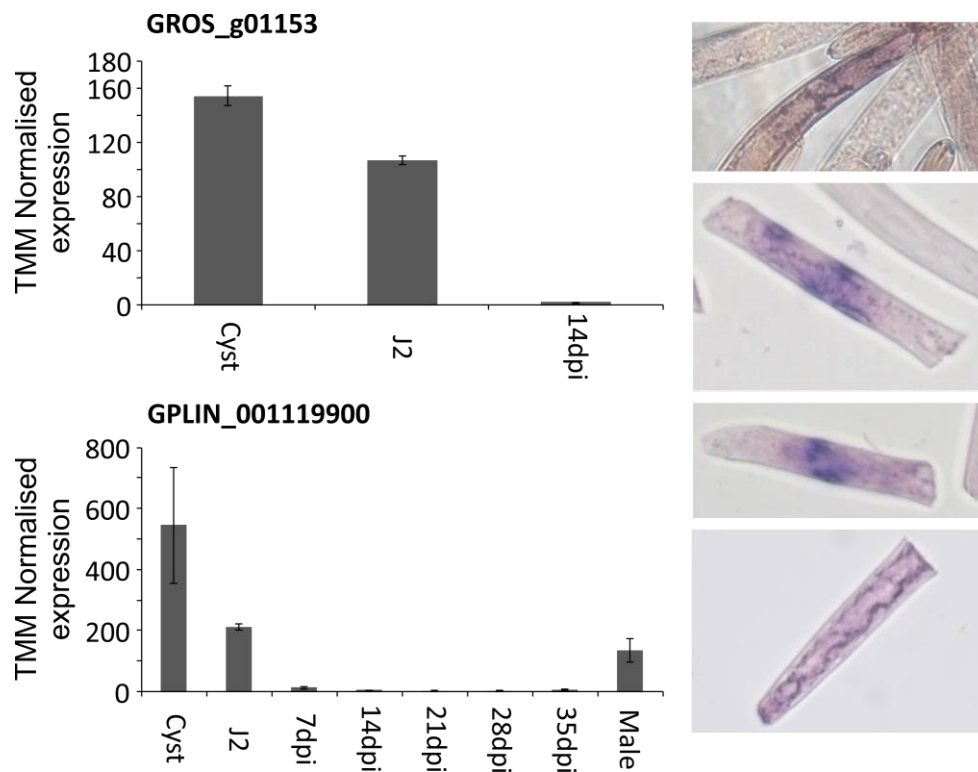 GROS_g01153
TMM Normalised
expression
180
160
120
80
40
0
Cyst
J2
14dpi
GPLIN_001119900
TMM Normalised
expression
800
600
400
200
0
Cyst
J2
7dpi
14dpi
21dpi
28dpi
35dpi
Male